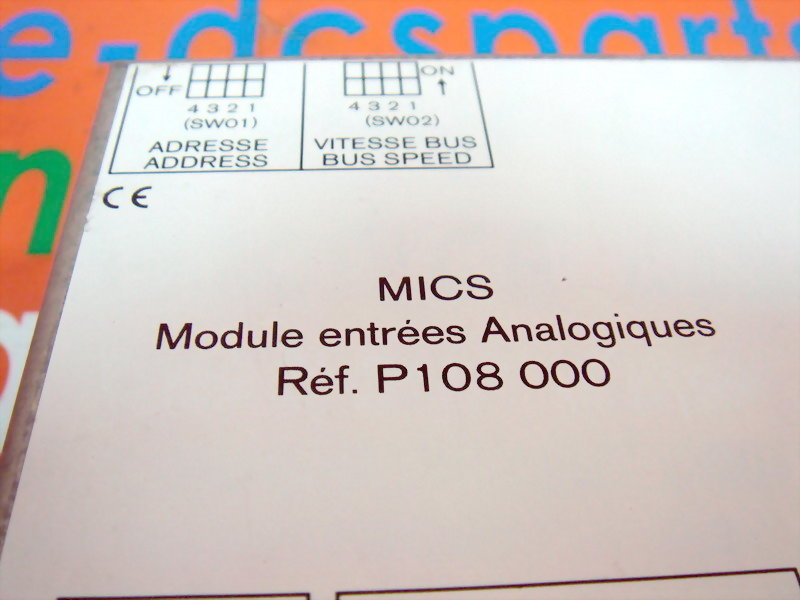 e-dcsparts
OFF
4 3 2 1
(SW01)
ADRESSE
ADDRESS
ON
4 3 2 1
(SW02)
VITESSE BUS
BUS SPEED
CE
MICS
Module entrées Analogiques
Réf. P108 000